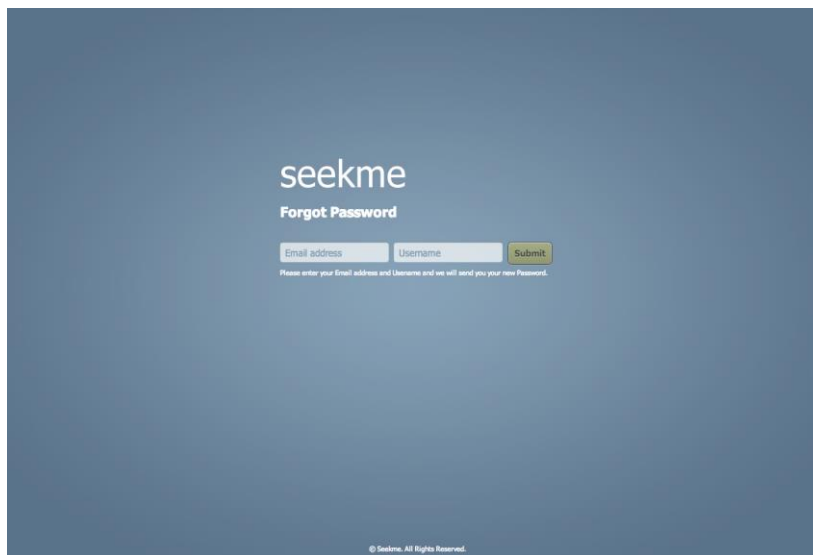 seekme
Forgot Password
Email address
Username
Submit
Please enter your Email address and Username and we will send you your new Password.
© Seekme. All Rights Reserved.